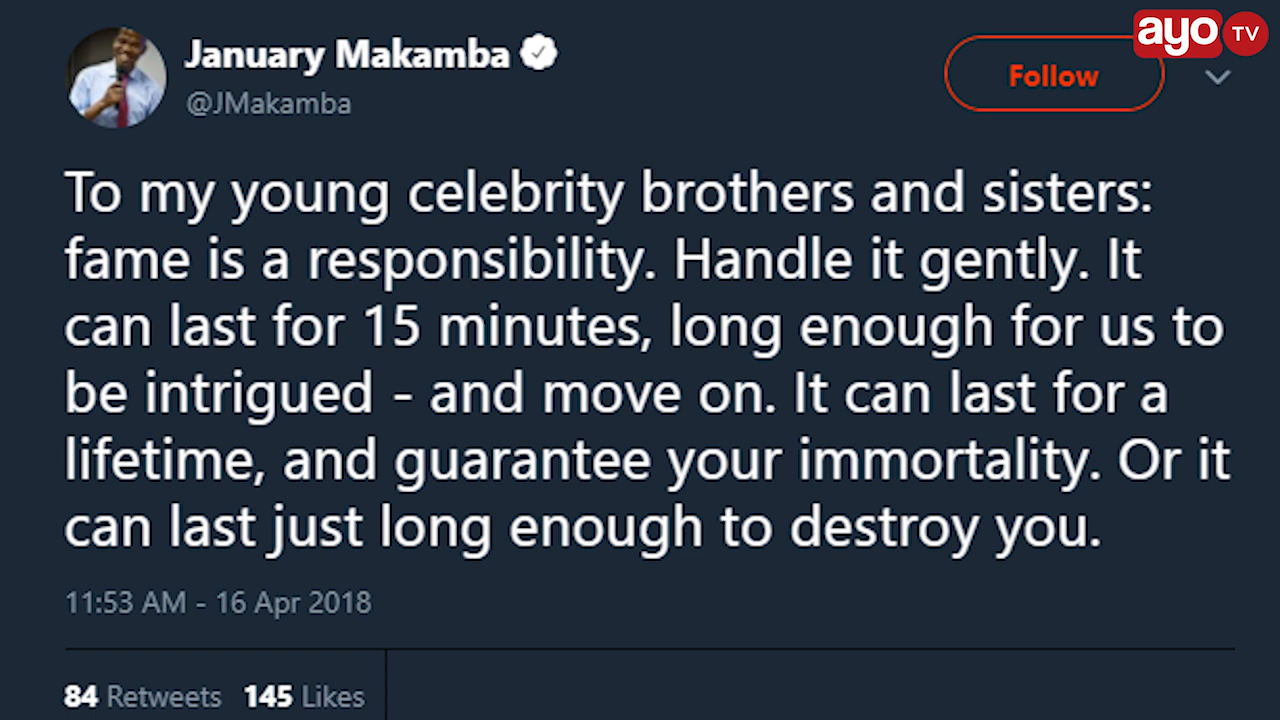 ayo TV
January Makamba
@JMakamba
Follow
To my young celebrity brothers and sisters:
fame is a responsibility. Handle it gently. It
can last for 15 minutes, long enough for us to
be intrigued - and move on. It can last for a
lifetime, and guarantee your immortality. Or it
can last just long enough to destroy you.
11:53 AM - 16 Apr 2018
84 Retweets 145 Likes